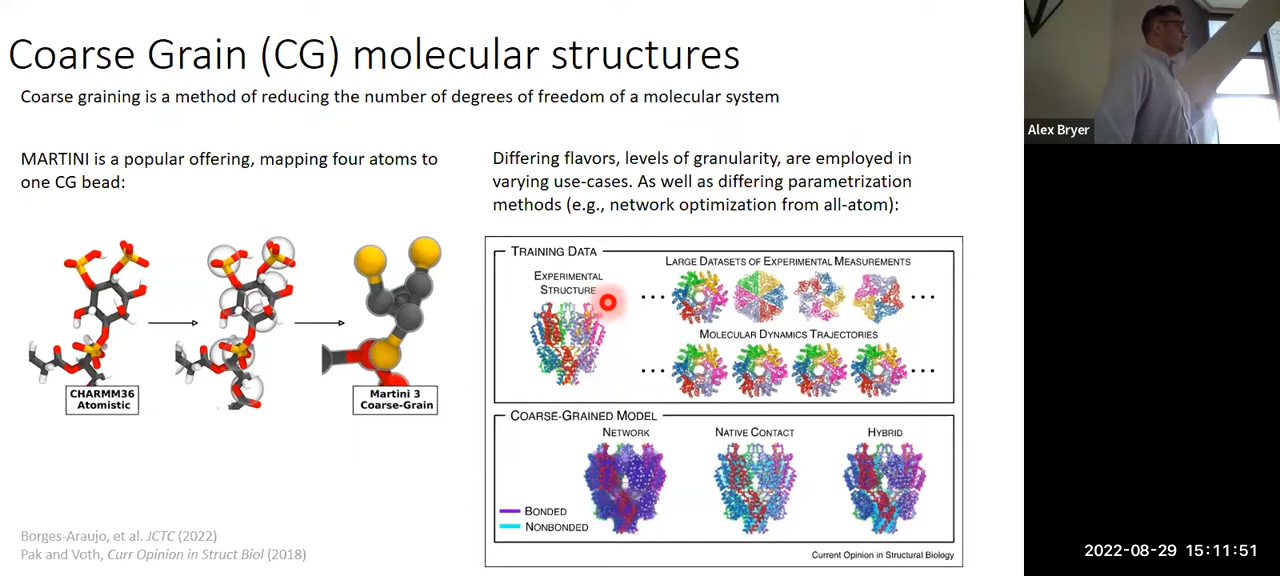 Coarse Grain (CG) molecular structures
Coarse graining is a method of reducing the number of degrees of freedom of a molecular system
MARTINI is a popular offering, mapping four atoms to
one CG bead:
CHARMM36
Atomistic
Martini 3
Coarse-Grain
Differing flavors, levels of granularity, are employed in
varying use-cases. As well as differing parametrization
methods (e.g., network optimization from all-atom):
TRAINING DATA
EXPERIMENTAL
STRUCTURE
LARGE DATASETS OF EXPERIMENTAL MEASUREMENTS
MOLECULAR DYNAMICS TRAJECTORIES
COARSE-GRAINED MODEL
NETWORK
NATIVE CONTACT
HYBRID
BONDED
NONBONDED
Current Opinion in Structural Biology
Borges-Araujo, et al. JCTC (2022)
Pak and Voth, Curr Opinion in Struct Biol (2018)
Alex Bryer
2022-08-29 15:11:51